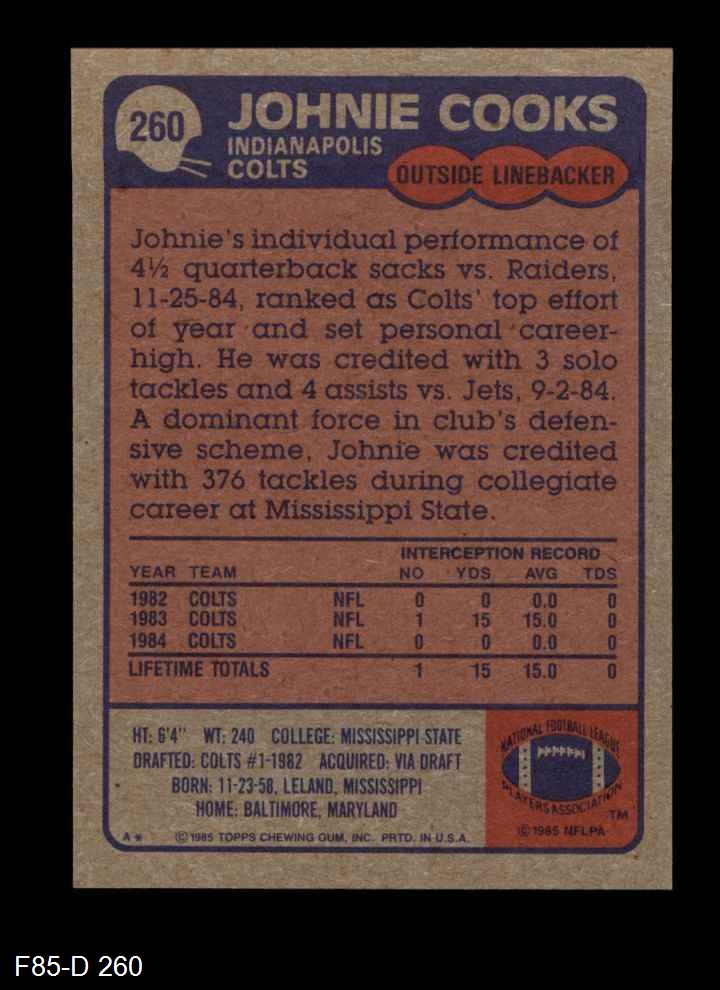 260
JOHNIE COOKS
INDIANAPOLIS
COLTS
OUTSIDE LINEBACKER
Johnie's individual performance of
4½ quarterback sacks vs. Raiders,
11-25-84, ranked as Colts' top effort
of year and set personal career-
high. He was credited with 3 solo
tackles and 4 assists vs. Jets, 9-2-84.
A dominant force in club's defen-
sive scheme, Johnie was credited
with 376 tackles during collegiate
career at Mississippi State.
INTERCEPTION RECORD
YEAR TEAM NO YDS AVG TDS
1982 COLTS NFL 0 0 0.0 0
1983 COLTS NFL 1 15 15.0 0
1984 COLTS NFL 0 0 0.0 0
LIFETIME TOTALS 1 15 15.0 0
HT: 6'4" WT: 240 COLLEGE: MISSISSIPPI STATE
DRAFTED: COLTS #1-1982 ACQUIRED: VIA DRAFT
BORN: 11-23-58, LELAND, MISSISSIPPI
HOME: BALTIMORE, MARYLAND
A* © 1985 TOPPS CHEWING GUM, INC. PRTD. IN U.S.A.
NATIONAL FOOTBALL LEAGUE
PLAYERS ASSOCIATION
TM
© 1985 NFLPA
F85-D 260